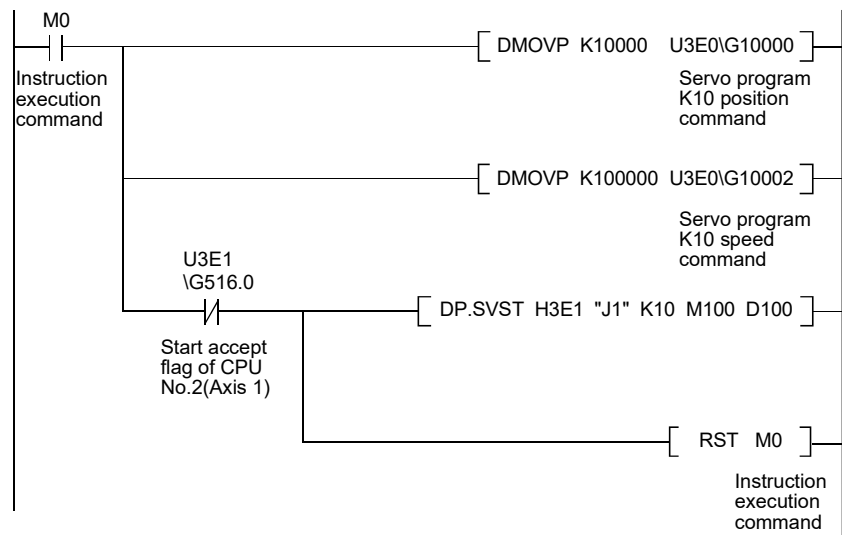 M0
DMOVP K10000 U3E0\G10000
Instruction
execution
command
Servo program
K10 position
command
DMOVP K100000 U3E0\G10002
Servo program
K10 speed
command
U3E1
\G516.0
DP.SVST H3E1 "J1" K10 M100 D100
Start accept
flag of CPU
No.2(Axis 1)
RST M0
Instruction
execution
command